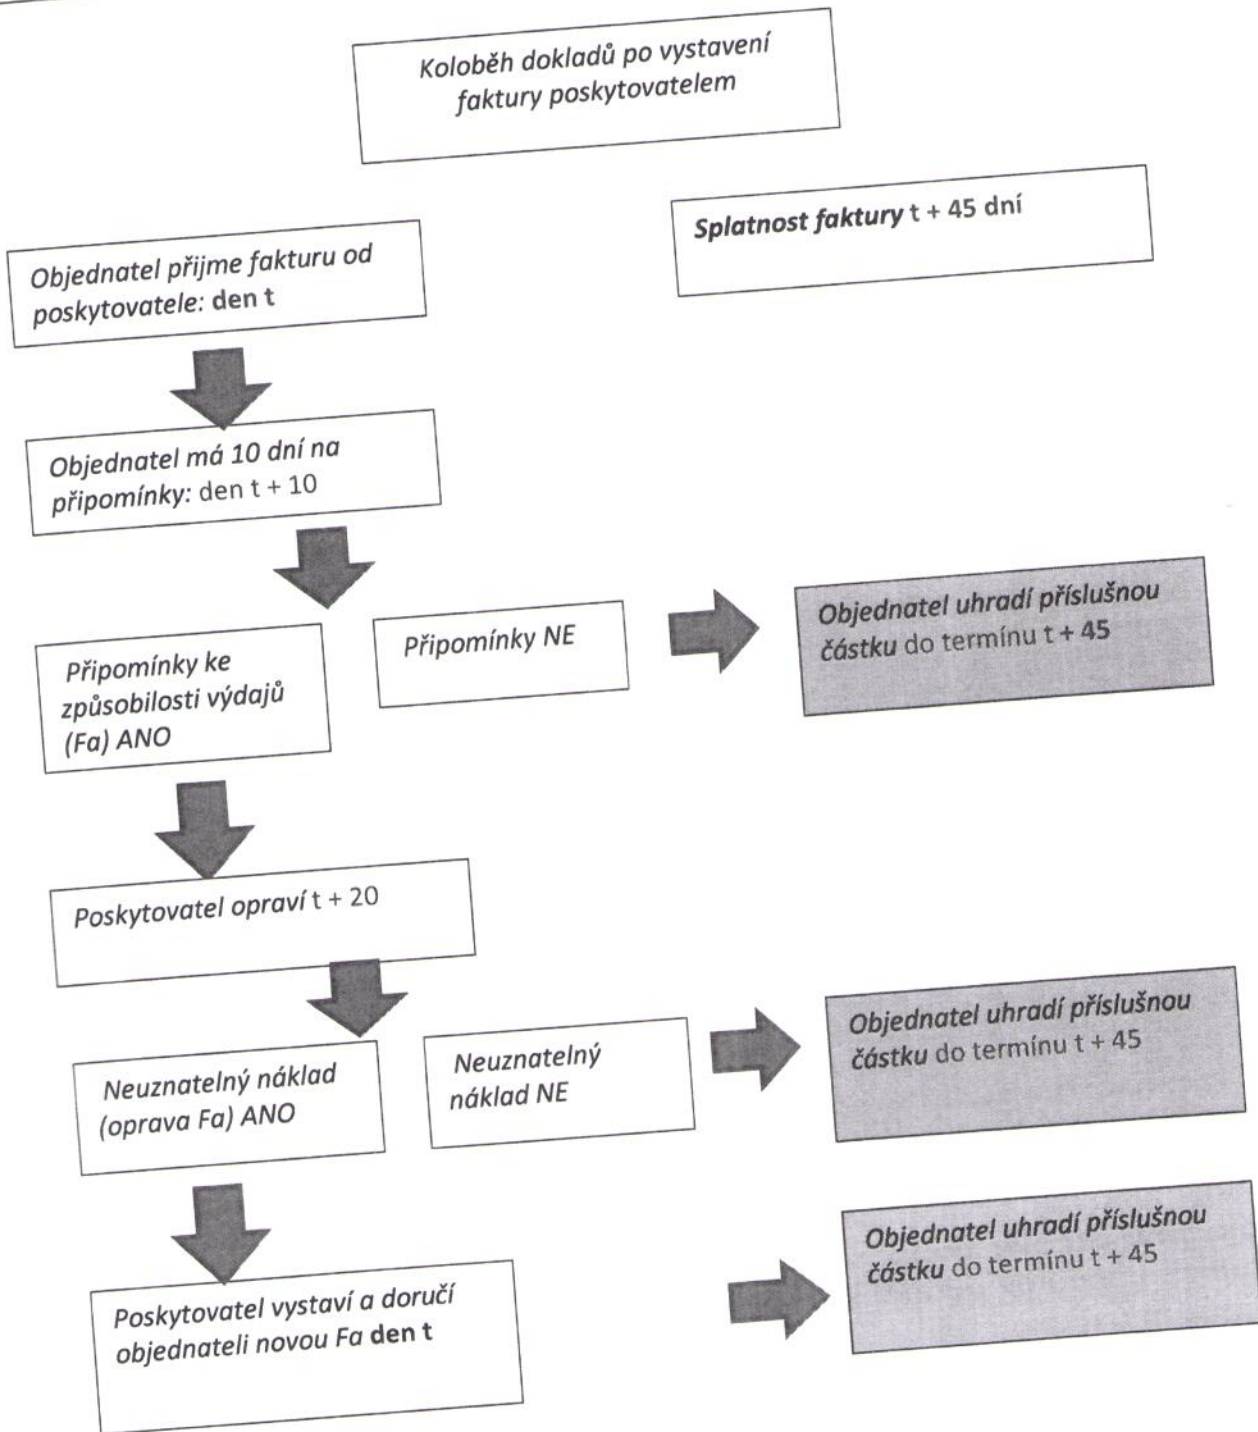 Koloběh dokladů po vystavení
faktury poskytovatelem
Splatnost faktury t + 45 dní
Objednatel přijme fakturu od
poskytovatele: den t
Objednatel má 10 dní na
připomínky: den t + 10
Připomínky ke
způsobilosti výdajů
(Fa) ANO
Připomínky NE
Objednatel uhradí příslušnou
částku do termínu t + 45
Poskytovatel opraví t + 20
Neuznatelný náklad
(oprava Fa) ANO
Neuznatelný
náklad NE
Objednatel uhradí příslušnou
částku do termínu t + 45
Poskytovatel vystaví a doručí
objednateli novou Fa den t
Objednatel uhradí příslušnou
částku do termínu t + 45